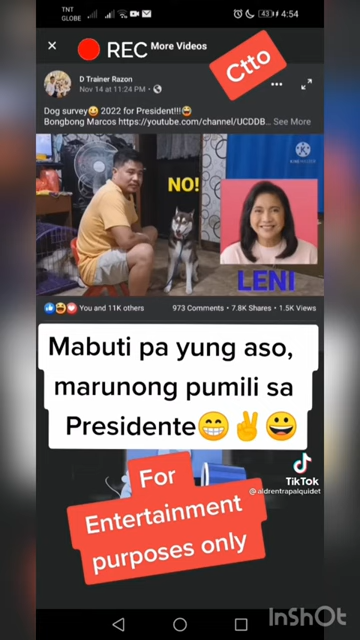 TNT
GLOBE
43
4:54
REC
More Videos
Ctto
D Trainer Razon
Nov 14 at 11:24 PM
Dog survey😆 2022 for President!!!😆
Bongbong Marcos https://youtube.com/channel/UCDDB... See More
NO!
LENI
You and 11K others
973 Comments • 7.8K Shares • 1.5K Views
Mabuti pa yung aso,
marunong pumili sa
Presidente😁✌️😀
For
Entertainment
purposes only
TikTok
@aldrentrapalquidet
InShOt